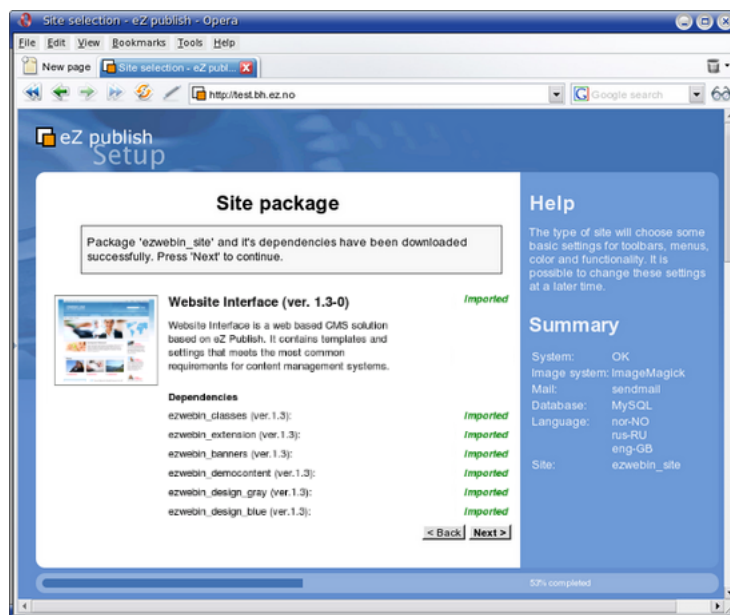 Site selection - eZ publish - Opera
File Edit View Bookmarks Tools Help
New page Site selection - eZ publ...
http://test.bh.ez.no Google search
eZ publish
Setup
Site package
Package 'ezwebin_site' and it's dependencies have been downloaded
successfully. Press 'Next' to continue.
Website Interface (ver. 1.3-0) Imported
Website Interface is a web based CMS solution
based on eZ Publish. It contains templates and
settings that meets the most common
requirements for content management systems.
Dependencies
ezwebin_classes (ver.1.3): Imported
ezwebin_extension (ver.1.3): Imported
ezwebin_banners (ver.1.3): Imported
ezwebin_democontent (ver.1.3): Imported
ezwebin_design_gray (ver.1.3): Imported
ezwebin_design_blue (ver.1.3): Imported
< Back Next >
Help
The type of site will choose some
basic settings for toolbars, menus,
color and functionality. It is
possible to change these settings
at a later time.
Summary
System: OK
Image system: ImageMagick
Mail: sendmail
Database: MySQL
Language: nor-NO
rus-RU
eng-GB
Site: ezwebin_site
53% completed